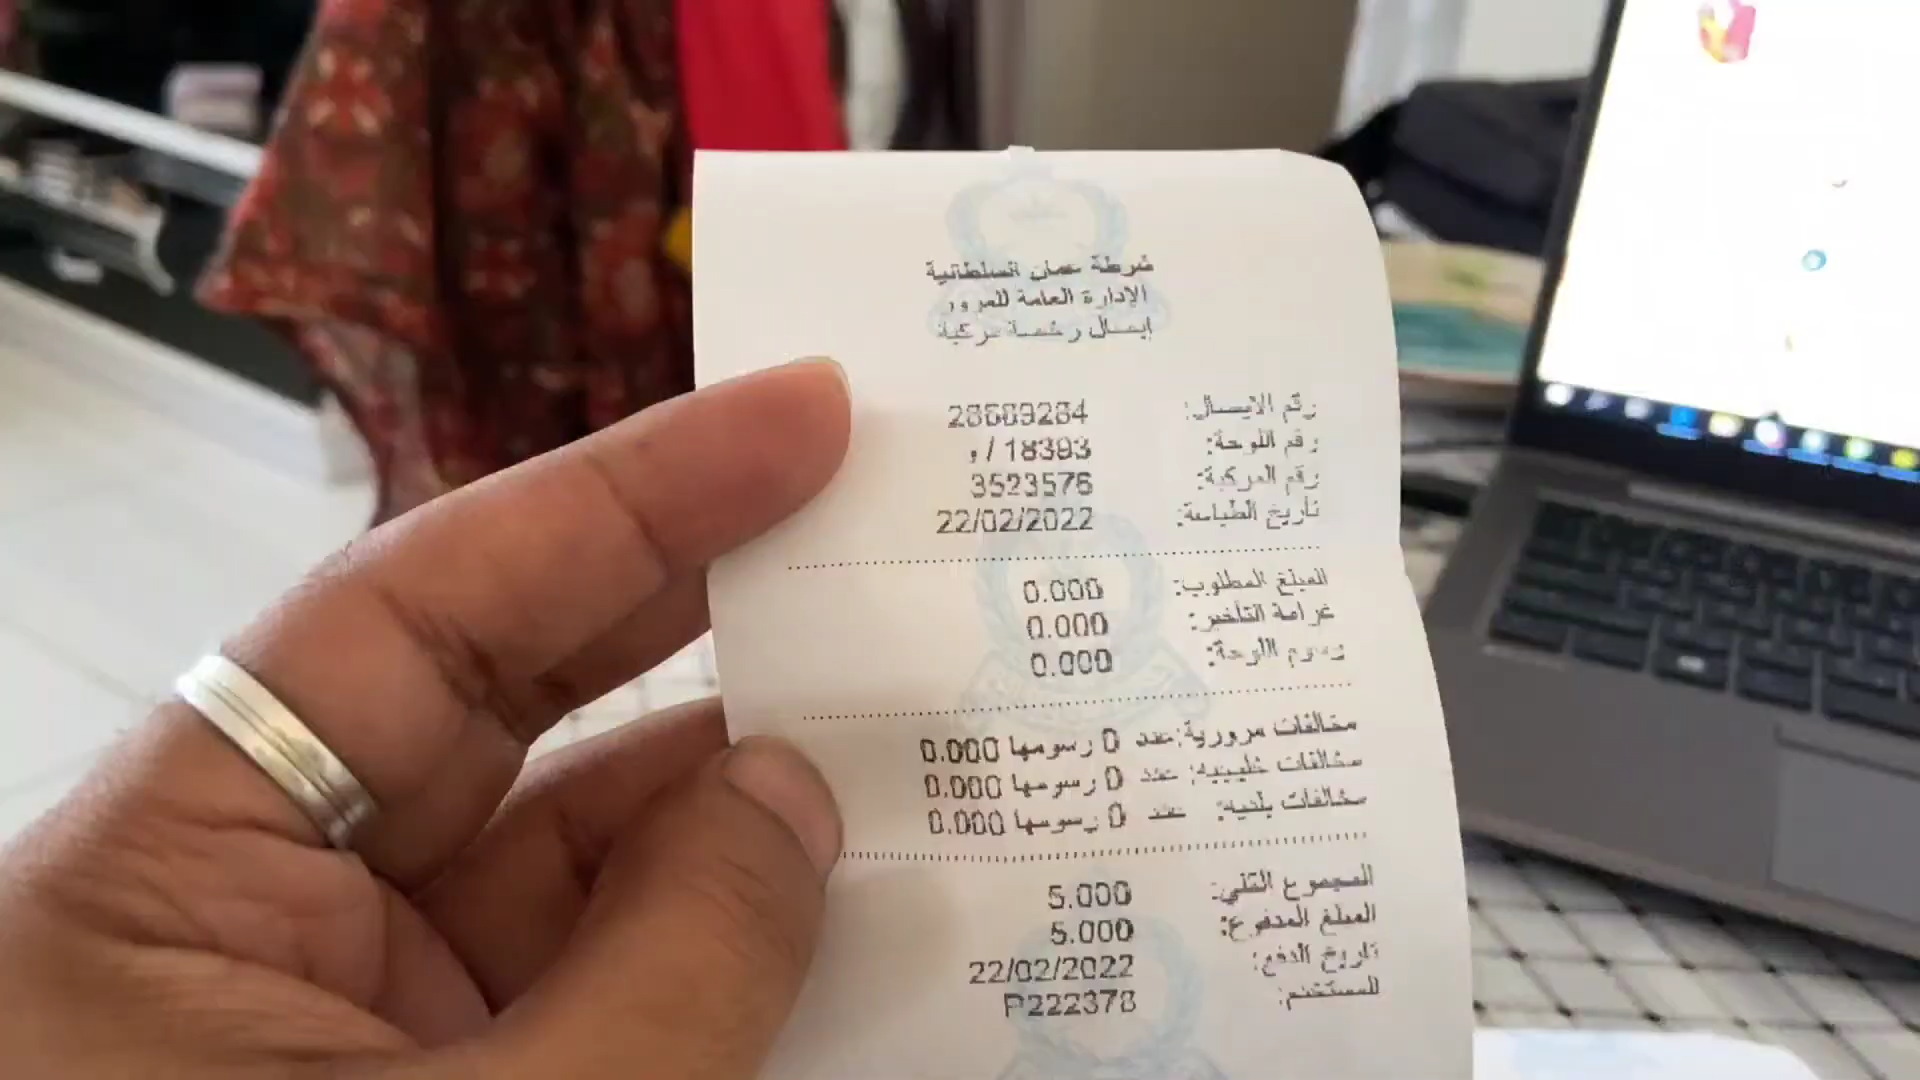 شرطة عمان السلطانية
الإدارة العامة للمرور
إيصال رخصة مركبة
رقم الايصال: 28689284
رقم اللوحة: 18393 / و
رقم المركبة: 3523576
تاريخ الطباعة: 22/02/2022
المبلغ المطلوب: 0.000
غرامة التأخير: 0.000
رسوم اللوحة: 0.000
مخالفات مرورية: عدد 0 رسومها 0.000
مخالفات غيابيه: عدد 0 رسومها 0.000
مخالفات بلديه: عدد 0 رسومها 0.000
المجموع الكلي: 5.000
المبلغ المدفوع: 5.000
تاريخ الدفع: 22/02/2022
المستخدم: P222378